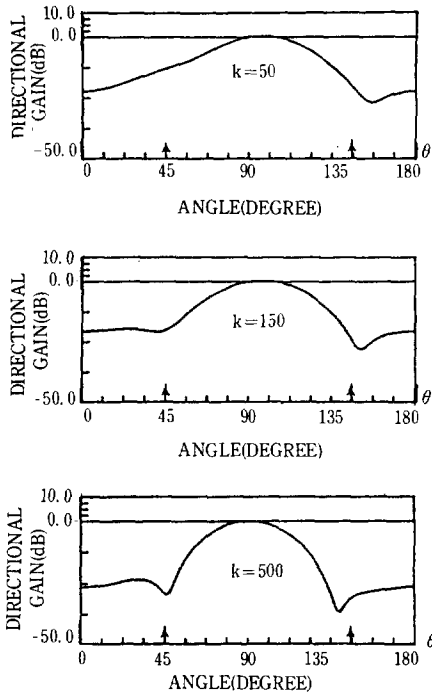 10.0
0.0
DIRECTIONAL
GAIN(dB)
k=50
-50.0
0 45 90 135 180
θ
ANGLE(DEGREE)
10.0
0.0
DIRECTIONAL
GAIN(dB)
k=150
-50.0
0 45 90 135 180
θ
ANGLE(DEGREE)
10.0
0.0
DIRECTIONAL
GAIN(dB)
k=500
-50.0
0 45 90 135 180
θ
ANGLE(DEGREE)